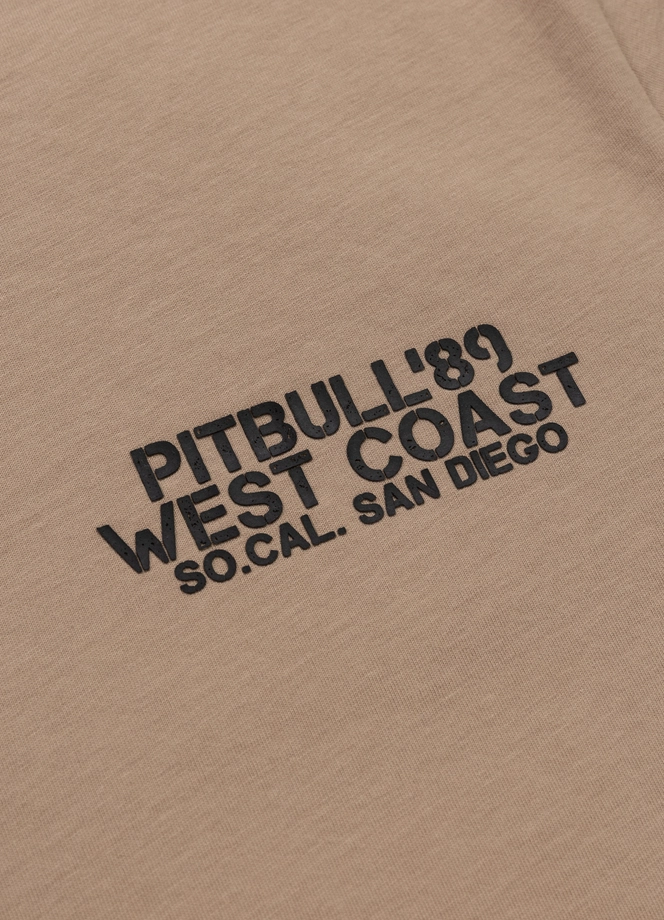 PITBULL'89
WEST COAST
SO.CAL. SAN DIEGO